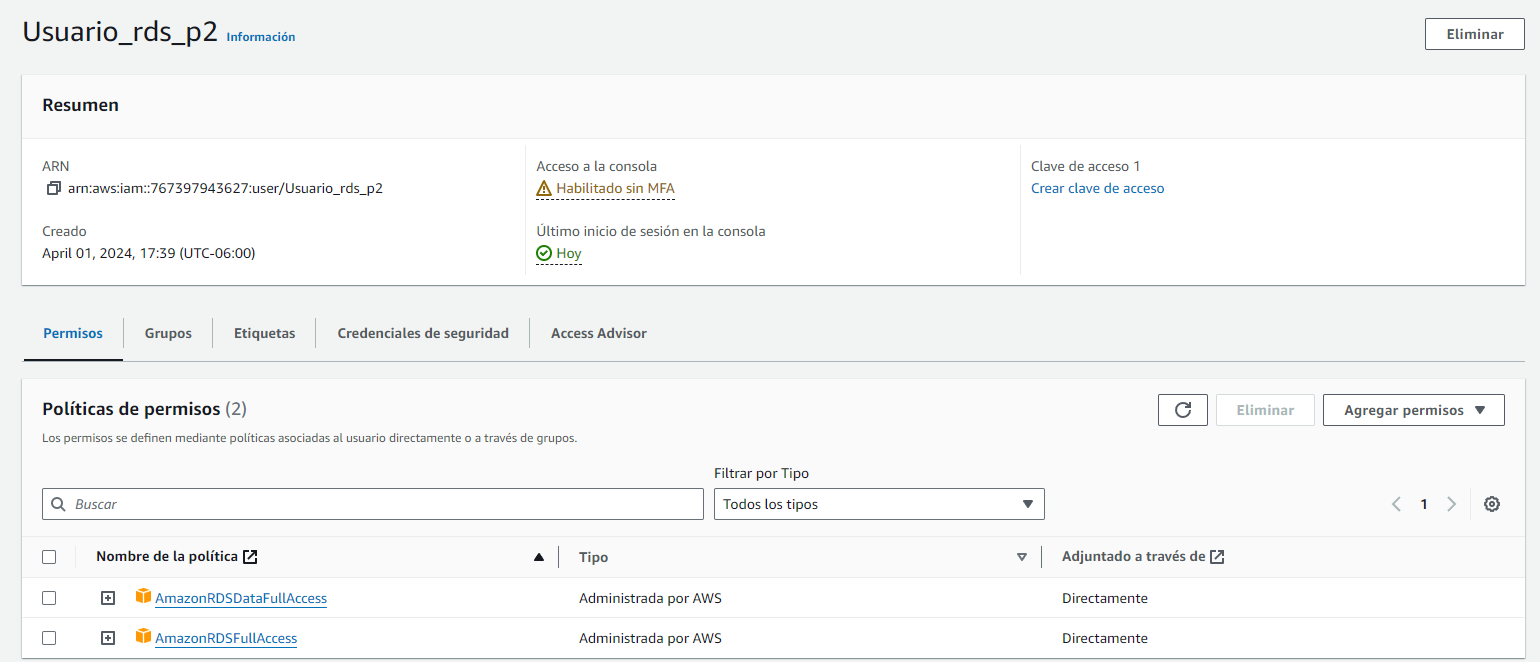 Usuario_rds_p2 Información
Eliminar
Resumen
ARN
arn:aws:iam::767397943627:user/Usuario_rds_p2
Creado
April 01, 2024, 17:39 (UTC-06:00)
Acceso a la consola
Habilitado sin MFA
Último inicio de sesión en la consola
Hoy
Clave de acceso 1
Crear clave de acceso
Permisos Grupos Etiquetas Credenciales de seguridad Access Advisor
Políticas de permisos (2)
Los permisos se definen mediante políticas asociadas al usuario directamente o a través de grupos.
Eliminar Agregar permisos
Filtrar por Tipo
Buscar Todos los tipos 1
Nombre de la política Tipo Adjuntado a través de
AmazonRDSDataFullAccess Administrada por AWS Directamente
AmazonRDSFullAccess Administrada por AWS Directamente